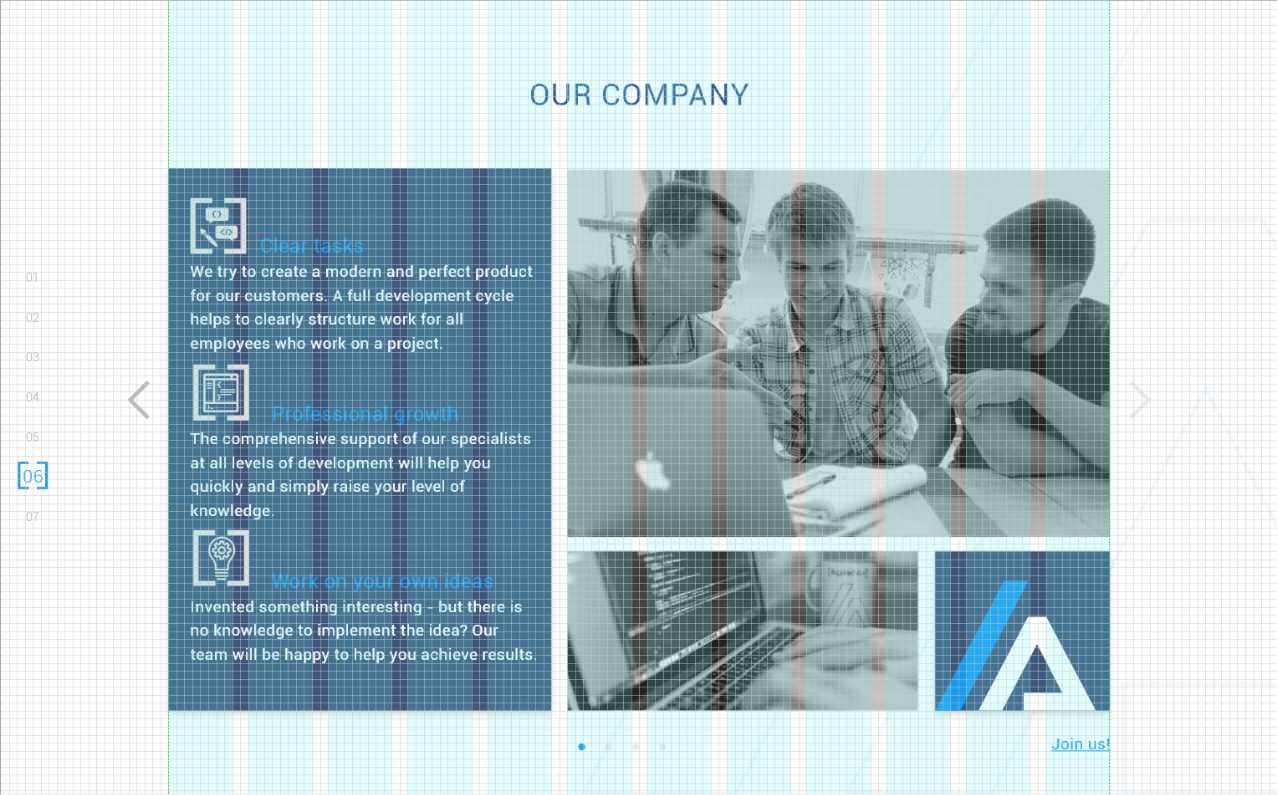 OUR COMPANY
Clear tasks
We try to create a modern and perfect product
for our customers. A full development cycle
helps to clearly structure work for all
employees who work on a project.
Professional growth
The comprehensive support of our specialists
at all levels of development will help you
quickly and simply raise your level of
knowledge.
Work on your own ideas
Invented something interesting - but there is
no knowledge to implement the idea? Our
team will be happy to help you achieve results.
01
02
03
04
05
06
07
Join us!